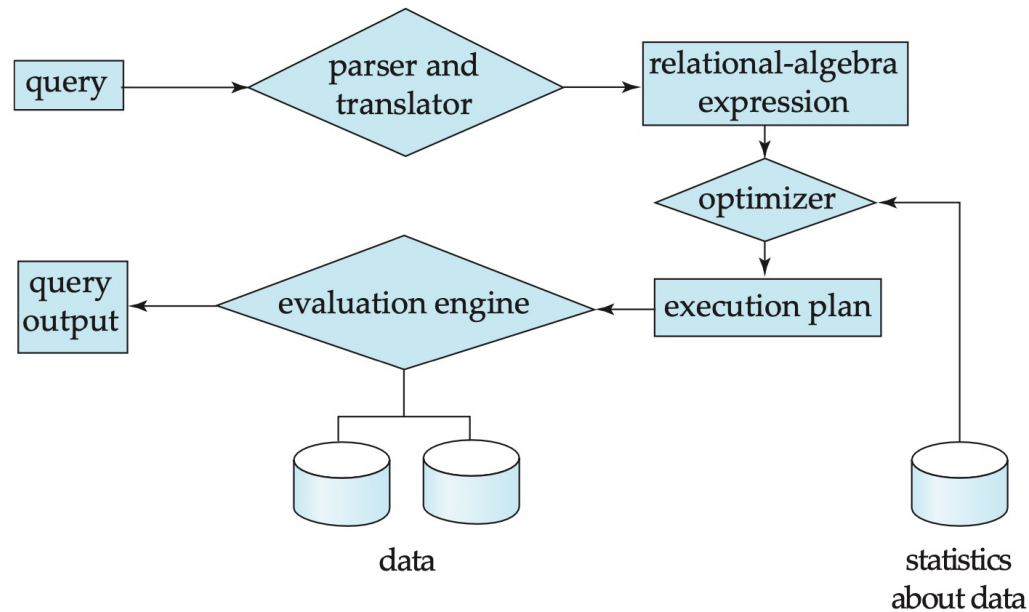 query
parser and
translator
relational-algebra
expression
optimizer
query
output
evaluation engine
execution plan
data
statistics
about data